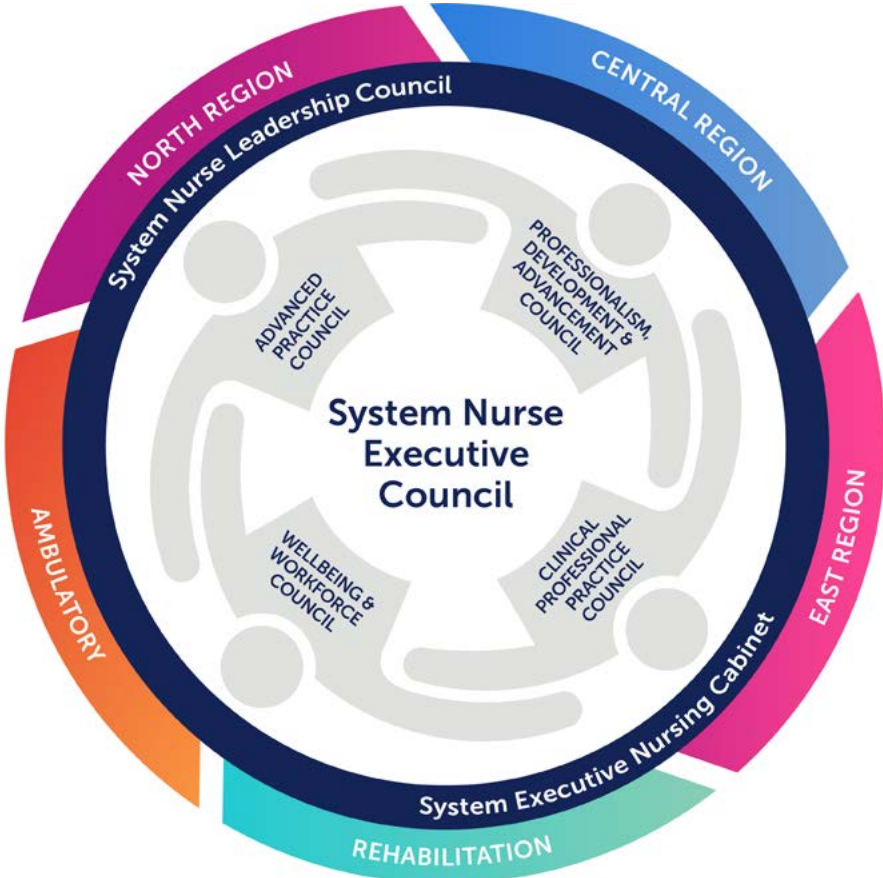 NORTH REGION
CENTRAL REGION
System Nurse Leadership Council
ADVANCED
PRACTICE
COUNCIL
PROFESSIONALISM,
DEVELOPMENT &
ADVANCEMENT
COUNCIL
System Nurse
Executive
Council
WELLBEING &
WORKFORCE
COUNCIL
CLINICAL
PROFESSIONAL
PRACTICE
COUNCIL
AMBULATORY
EAST REGION
System Executive Nursing Cabinet
REHABILITATION